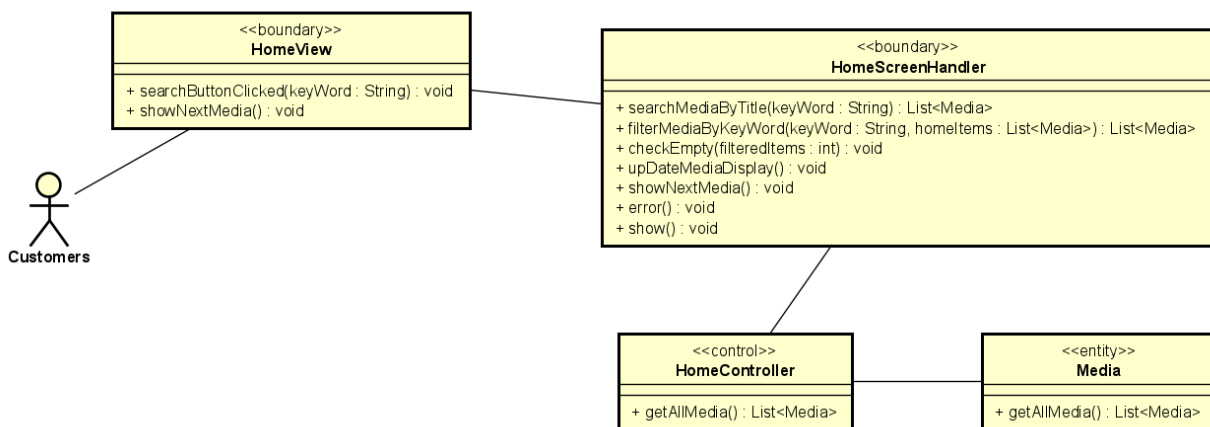 <<boundary>>
HomeView
+ searchButtonClicked(keyWord : String) : void
+ showNextMedia() : void
<<boundary>>
HomeScreenHandler
+ searchMediaByTitle(keyWord : String) : List<Media>
+ filterMediaByKeyWord(keyWord : String, homeItems : List<Media>) : List<Media>
+ checkEmpty(filteredItems : int) : void
+ upDateMediaDisplay() : void
+ showNextMedia() : void
+ error() : void
+ show() : void
Customers
<<control>>
HomeController
+ getAllMedia() : List<Media>
<<entity>>
Media
+ getAllMedia() : List<Media>